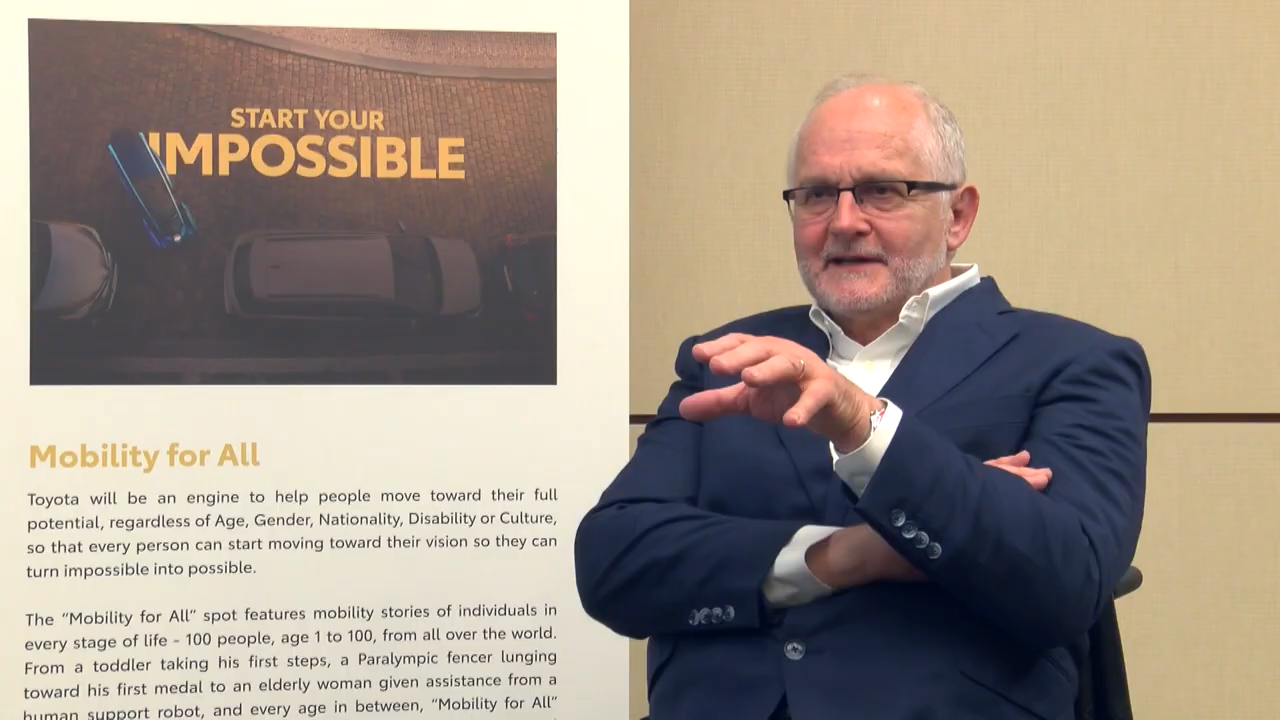 START YOUR
IMPOSSIBLE
Mobility for All
Toyota will be an engine to help people move toward their full
potential, regardless of Age, Gender, Nationality, Disability or Culture,
so that every person can start moving toward their vision so they can
turn impossible into possible.
The “Mobility for All” spot features mobility stories of individuals in
every stage of life - 100 people, age 1 to 100, from all over the world.
From a toddler taking his first steps, a Paralympic fencer lunging
toward his first medal to an elderly woman given assistance from a
human support robot, and every age in between, “Mobility for All”